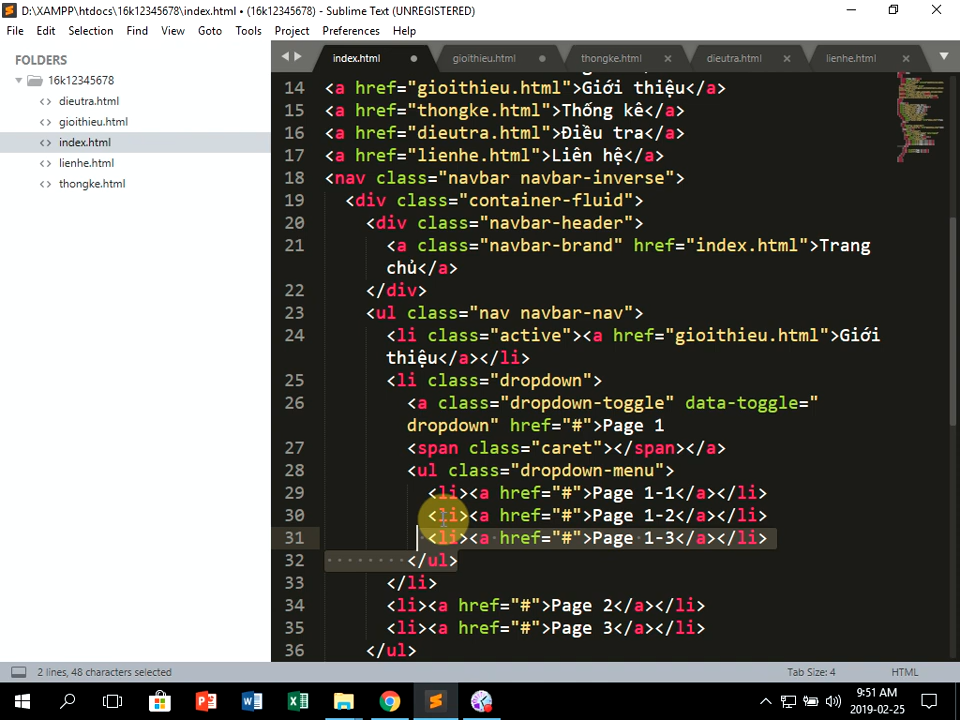 D:\XAMPP\htdocs\16k12345678\index.html • (16k12345678) - Sublime Text (UNREGISTERED)
File Edit Selection Find View Goto Tools Project Preferences Help
FOLDERS
16k12345678
dieutra.html
gioithieu.html
index.html
lienhe.html
thongke.html
index.html gioithieu.html thongke.html dieutra.html lienhe.html
14 <a href="gioithieu.html">Giới thiệu</a>
15 <a href="thongke.html">Thống kê</a>
16 <a href="dieutra.html">Điều tra</a>
17 <a href="lienhe.html">Liên hệ</a>
18 <nav class="navbar navbar-inverse">
19 <div class="container-fluid">
20 <div class="navbar-header">
21 <a class="navbar-brand" href="index.html">Trang
chủ</a>
22 </div>
23 <ul class="nav navbar-nav">
24 <li class="active"><a href="gioithieu.html">Giới
thiệu</a></li>
25 <li class="dropdown">
26 <a class="dropdown-toggle" data-toggle="
dropdown" href="#">Page 1
27 <span class="caret"></span></a>
28 <ul class="dropdown-menu">
29 <li><a href="#">Page 1-1</a></li>
30 <li><a href="#">Page 1-2</a></li>
31 <li><a href="#">Page 1-3</a></li>
32 </ul>
33 </li>
34 <li><a href="#">Page 2</a></li>
35 <li><a href="#">Page 3</a></li>
36 </ul>
2 lines, 48 characters selected Tab Size: 4 HTML
9:51 AM
2019-02-25